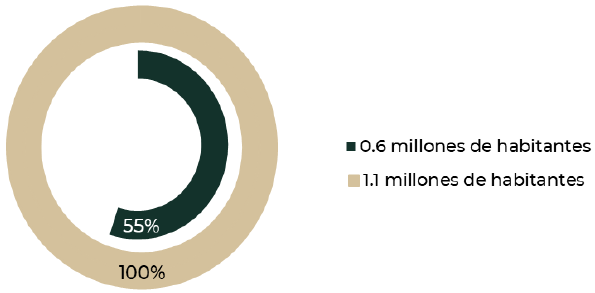 0.6 millones de habitantes
1.1 millones de habitantes
55%
100%